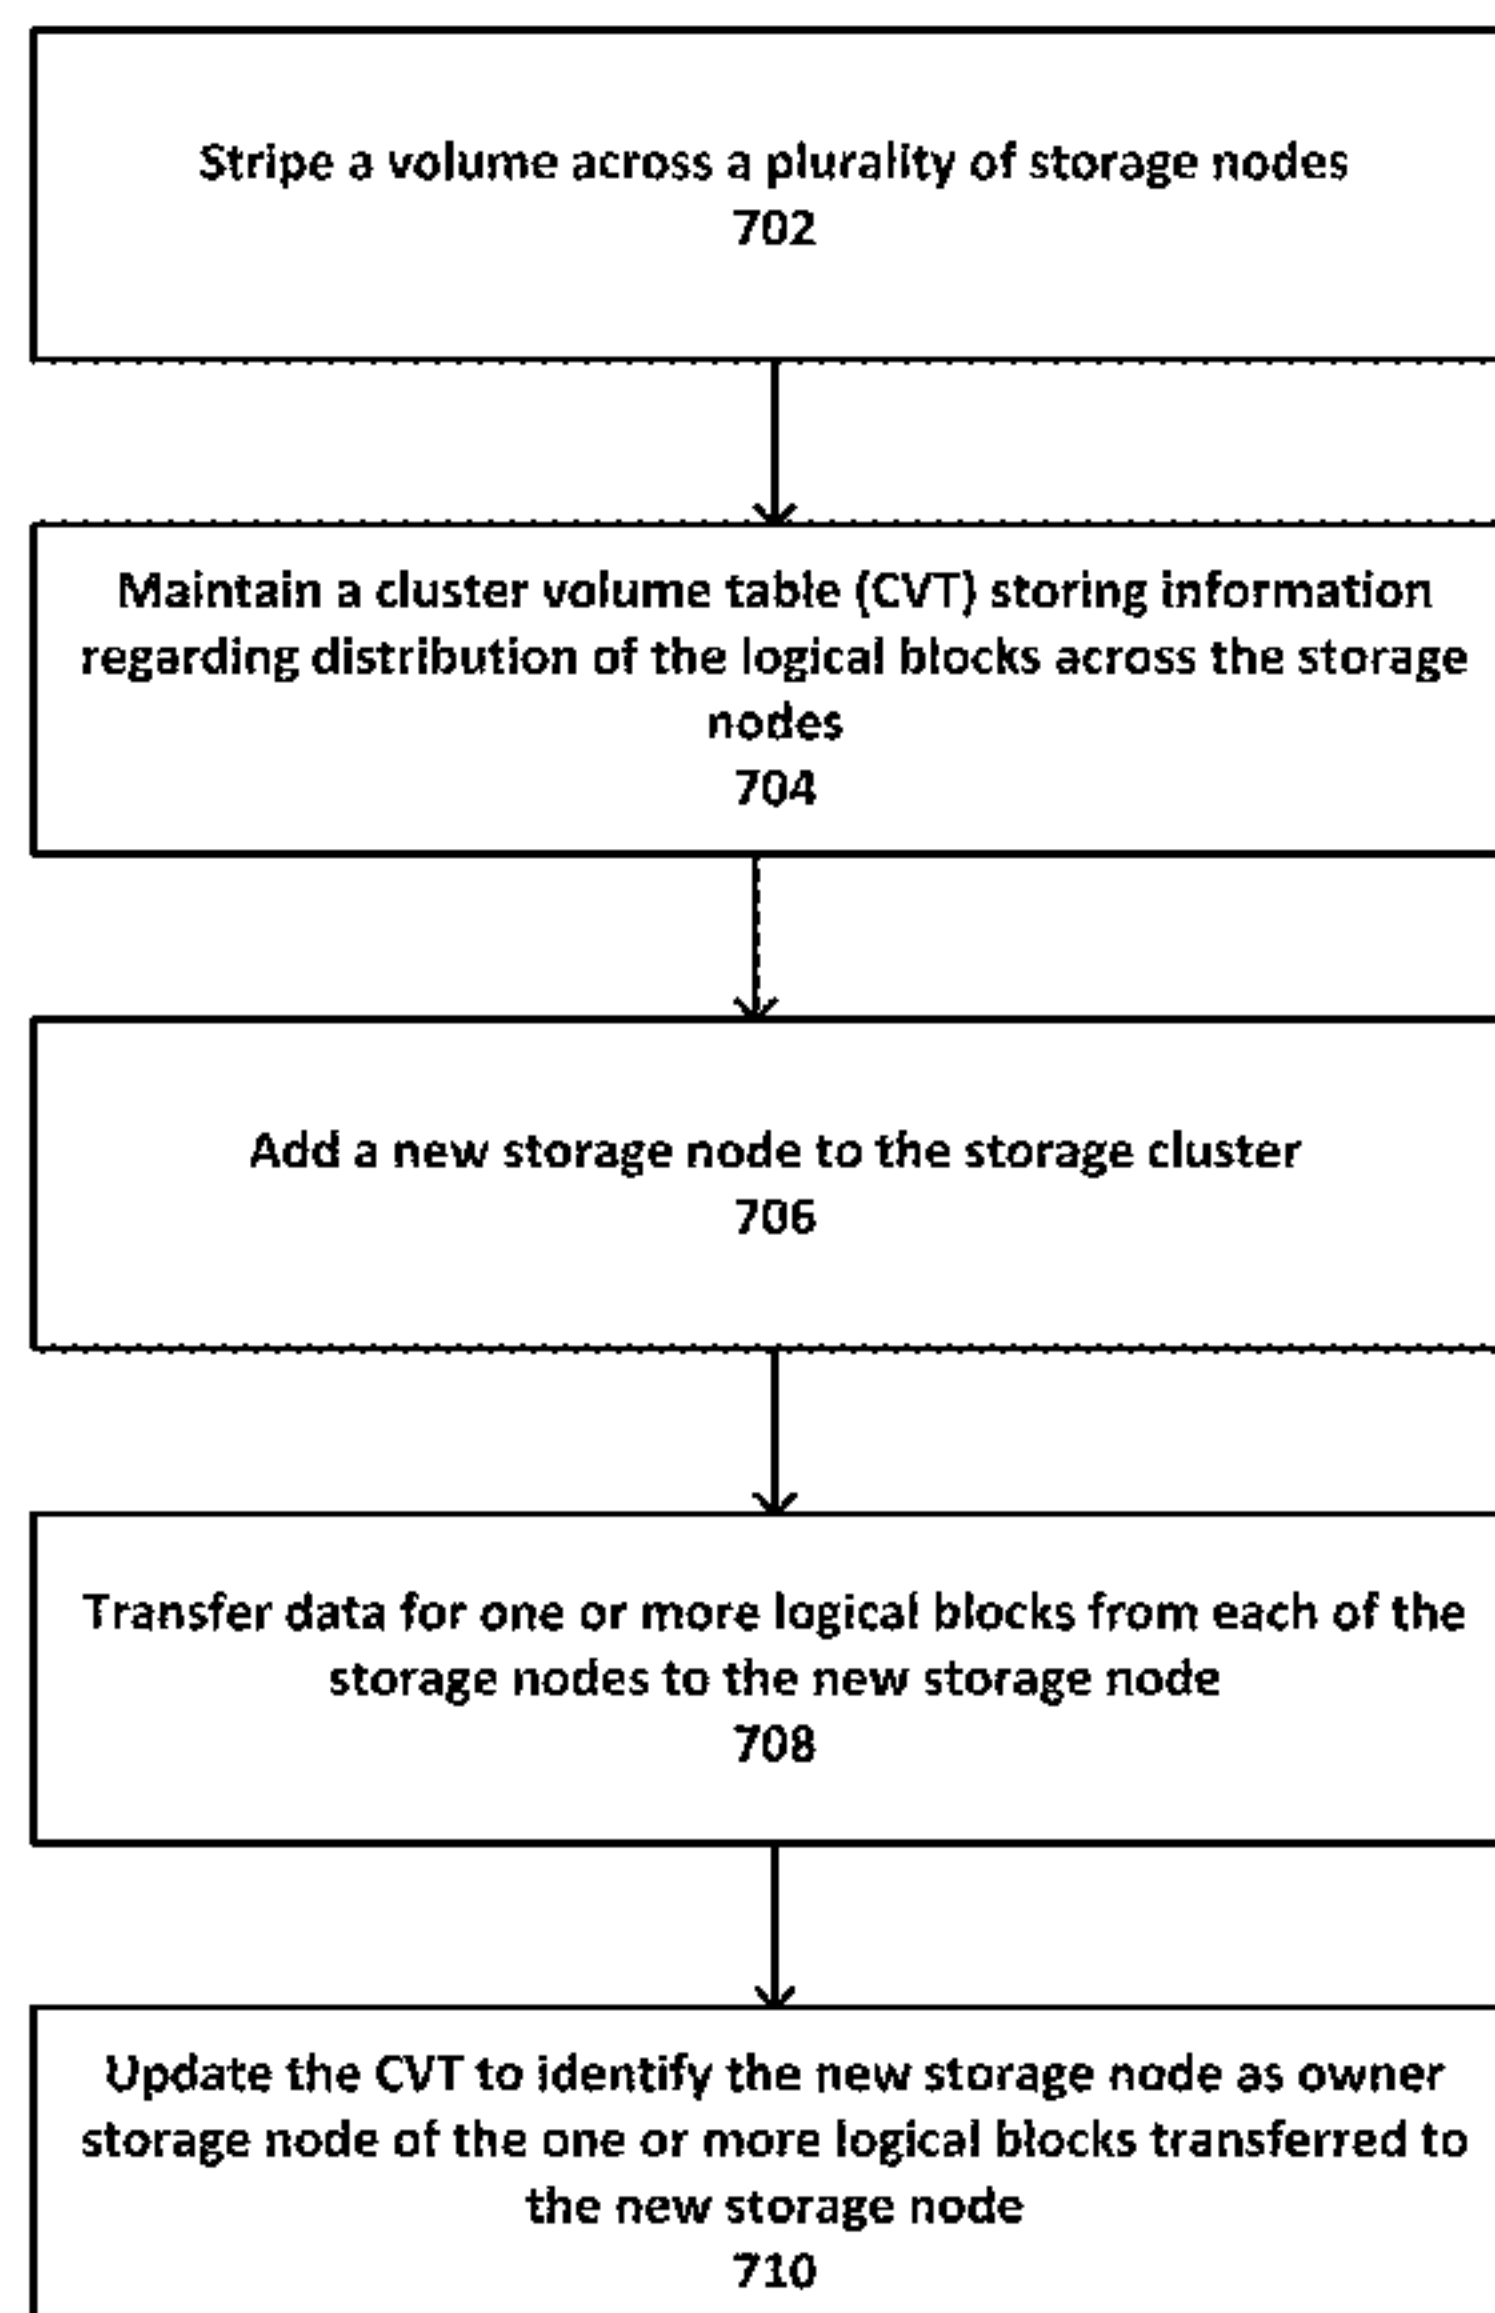 Stripe a volume across a plurality of storage nodes
702
Maintain a cluster volume table (CVT) storing information
regarding distribution of the logical blocks across the storage
nodes
704
Add a new storage node to the storage cluster
706
Transfer data for one or more logical blocks from each of the
storage nodes to the new storage node
708
Update the CVT to identify the new storage node as owner
storage node of the one or more logical blocks transferred to
the new storage node
710